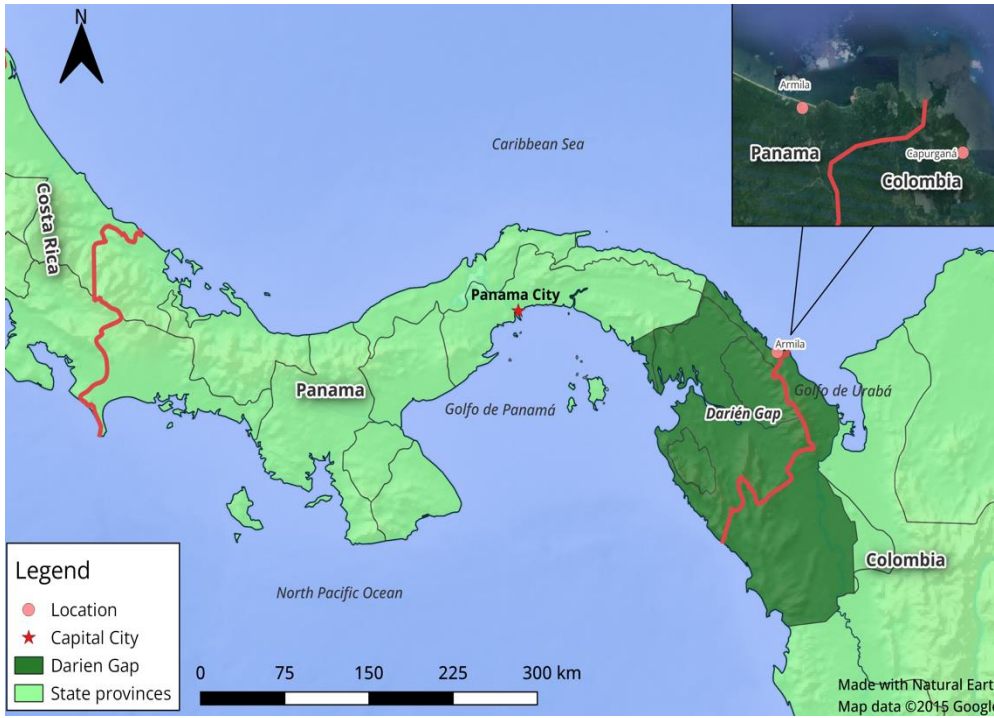 N
Caribbean Sea
Armila
Panama
Capurganá
Colombia
Costa Rica
Panama City
Armila
Panama
Golfo de Panamá
Golfo de Urabá
Darién Gap
Colombia
North Pacific Ocean
Legend
Location
Capital City
Darien Gap
State provinces
0 75 150 225 300 km
Made with Natural Eart
Map data ©2015 Google